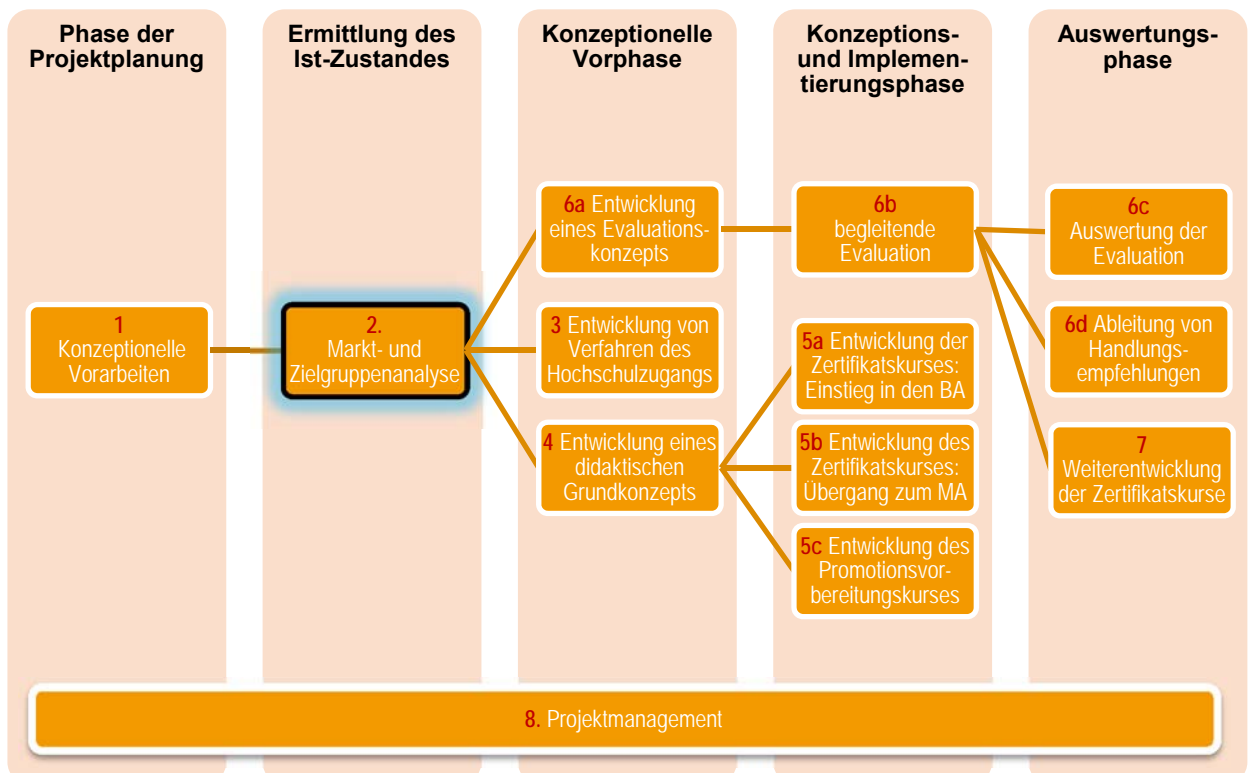 Phase der
Projektplanung
Ermittlung des
Ist-Zustandes
Konzeptionelle
Vorphase
Konzeptions-
und Implemen-
tierungsphase
Auswertungs-
phase
1
Konzeptionelle
Vorarbeiten
2.
Markt- und
Zielgruppenanalyse
6a Entwicklung
eines Evaluations-
konzepts
3 Entwicklung von
Verfahren des
Hochschulzugangs
4 Entwicklung eines
didaktischen
Grundkonzepts
6b
begleitende
Evaluation
5a Entwicklung der
Zertifikatskurses:
Einstieg in den BA
5b Entwicklung des
Zertifikatskurses:
Übergang zum MA
5c Entwicklung des
Promotionsvor-
bereitungskurses
6c
Auswertung der
Evaluation
6d Ableitung von
Handlungs-
empfehlungen
7
Weiterentwicklung
der Zertifikatskurse
8. Projektmanagement